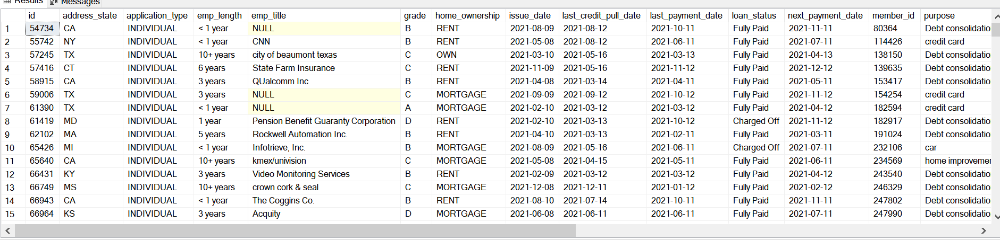 Results Messages
id address_state application_type emp_length emp_title grade home_ownership issue_date last_credit_pull_date last_payment_date loan_status next_payment_date member_id purpose
1 54734 CA INDIVIDUAL < 1 year NULL B RENT 2021-08-09 2021-08-12 2021-10-11 Fully Paid 2021-11-11 80364 Debt consolidatio
2 55742 NY INDIVIDUAL < 1 year CNN B RENT 2021-05-08 2021-08-12 2021-06-11 Fully Paid 2021-07-11 114426 credit card
3 57245 TX INDIVIDUAL 10+ years city of beaumont texas C OWN 2021-03-10 2021-05-16 2021-03-13 Fully Paid 2021-04-13 138150 Debt consolidatio
4 57416 CT INDIVIDUAL 6 years State Farm Insurance C RENT 2021-11-09 2021-05-16 2021-11-12 Fully Paid 2021-12-12 139635 Debt consolidatio
5 58915 CA INDIVIDUAL 3 years QUalcomm Inc B RENT 2021-04-08 2021-03-14 2021-04-11 Fully Paid 2021-05-11 153417 Debt consolidatio
6 59006 TX INDIVIDUAL 3 years NULL C MORTGAGE 2021-09-09 2021-09-12 2021-10-12 Fully Paid 2021-11-12 154254 credit card
7 61390 TX INDIVIDUAL < 1 year NULL A MORTGAGE 2021-02-10 2021-03-12 2021-03-12 Fully Paid 2021-04-12 182594 credit card
8 61419 MD INDIVIDUAL 1 year Pension Benefit Guaranty Corporation D RENT 2021-02-10 2021-03-13 2021-10-12 Charged Off 2021-11-12 182917 Debt consolidatio
9 62102 MA INDIVIDUAL 5 years Rockwell Automation Inc. B RENT 2021-04-10 2021-03-13 2021-02-11 Fully Paid 2021-03-11 191024 Debt consolidatio
10 65426 MI INDIVIDUAL < 1 year Infotrieve, Inc. B MORTGAGE 2021-08-09 2021-05-16 2021-06-11 Charged Off 2021-07-11 232106 car
11 65640 CA INDIVIDUAL 10+ years kmex/univision C MORTGAGE 2021-05-08 2021-04-15 2021-05-11 Fully Paid 2021-06-11 234569 home improvemer
12 66431 KY INDIVIDUAL 3 years Video Monitoring Services B RENT 2021-02-09 2021-03-12 2021-03-12 Fully Paid 2021-04-12 243540 Debt consolidatio
13 66749 MS INDIVIDUAL 10+ years crown cork & seal C MORTGAGE 2021-12-08 2021-12-11 2021-01-12 Fully Paid 2021-02-12 246329 Debt consolidatio
14 66943 CA INDIVIDUAL < 1 year The Coggins Co. B RENT 2021-08-10 2021-07-14 2021-10-11 Fully Paid 2021-11-11 247802 Debt consolidatio
15 66964 KS INDIVIDUAL 3 years Acquity D MORTGAGE 2021-06-08 2021-06-11 2021-06-11 Fully Paid 2021-07-11 247990 Debt consolidatio